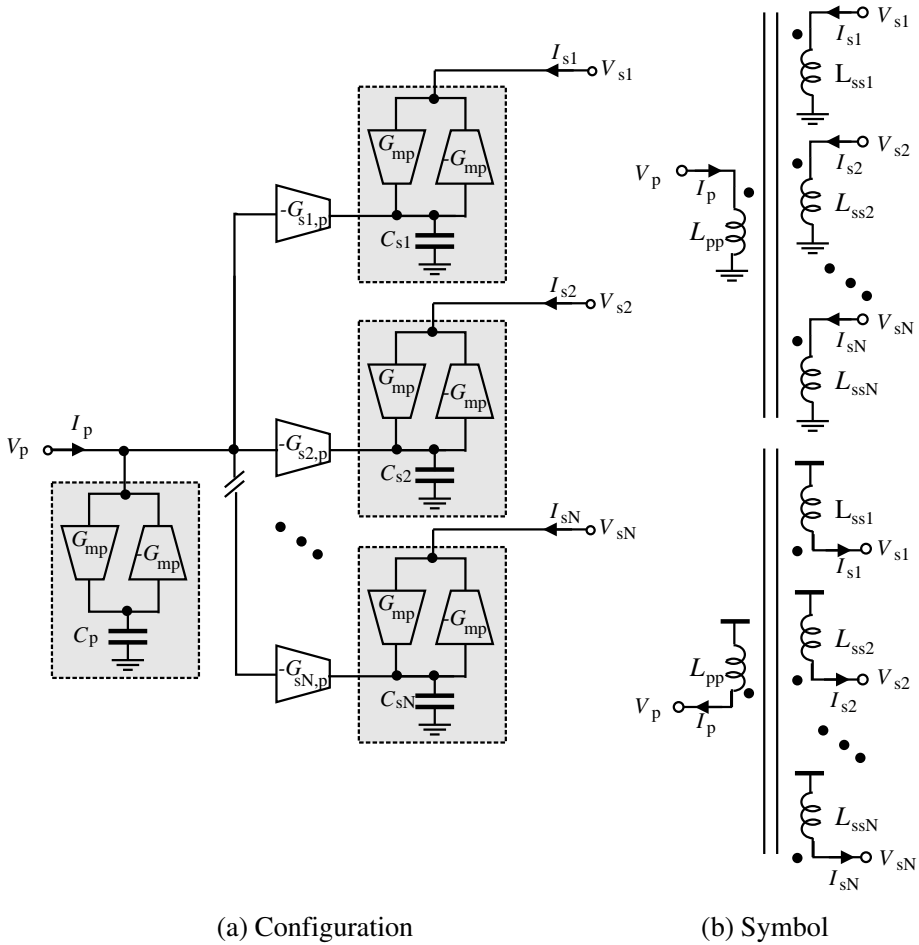 I s1
V s1
G mp
-G mp
-G s1,p
C s1
I s2
V s2
G mp
-G mp
V p
I p
-G s2,p
C s2
I sN
V sN
G mp
-G mp
G mp
-G mp
C p
-G sN,p
C sN
(a) Configuration
V s1
I s1
L ss1
V s2
I s2
V p
I p
L ss2
L pp
V sN
I sN
L ssN
L ss1
V s1
I s1
L ss2
L pp
V s2
I s2
V p
I p
L ssN
V sN
I sN
(b) Symbol